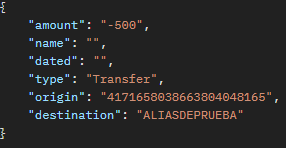 {
"amount": "-500",
"name": "",
"dated": "",
"type": "Transfer",
"origin": "4171658038663804048165",
"destination": "ALIASDEPRUEBA"
}